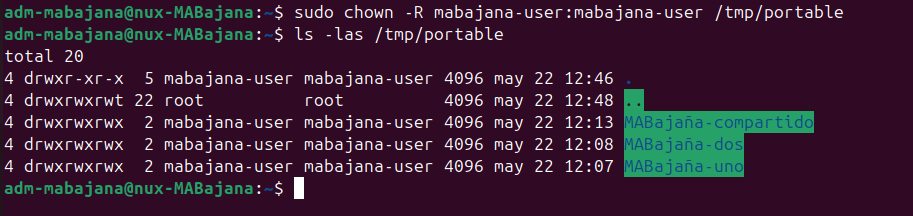 adm-mabajana@nux-MABajana:~$ sudo chown -R mabajana-user:mabajana-user /tmp/portable
adm-mabajana@nux-MABajana:~$ ls -las /tmp/portable
total 20
4 drwxr-xr-x  5 mabajana-user mabajana-user 4096 may 22 12:46 .
4 drwxrwxrwt 22 root          root          4096 may 22 12:48 ..
4 drwxrwxrwx  2 mabajana-user mabajana-user 4096 may 22 12:13 MABajaña-compartido
4 drwxrwxrwx  2 mabajana-user mabajana-user 4096 may 22 12:08 MABajaña-dos
4 drwxrwxrwx  2 mabajana-user mabajana-user 4096 may 22 12:07 MABajaña-uno
adm-mabajana@nux-MABajana:~$